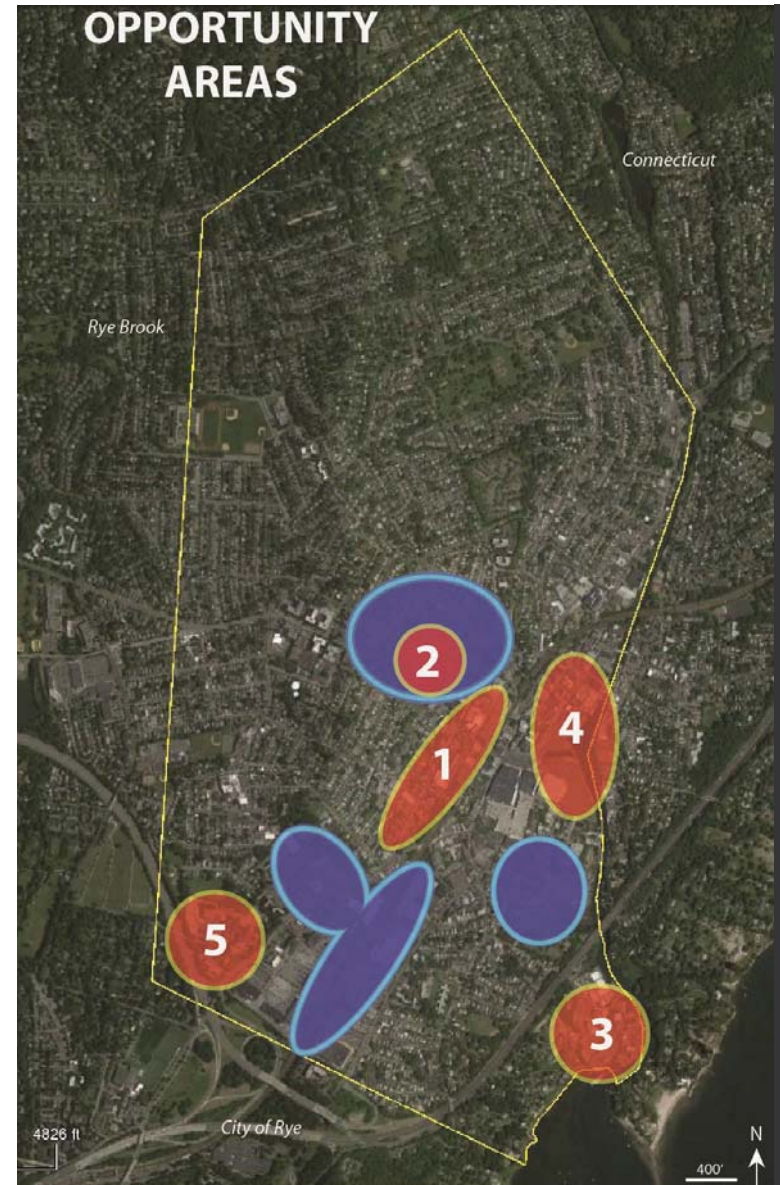 OPPORTUNITY
AREAS
Connecticut
Rye Brook
2
4
1
5
3
4826 ft
City of Rye
N
400'